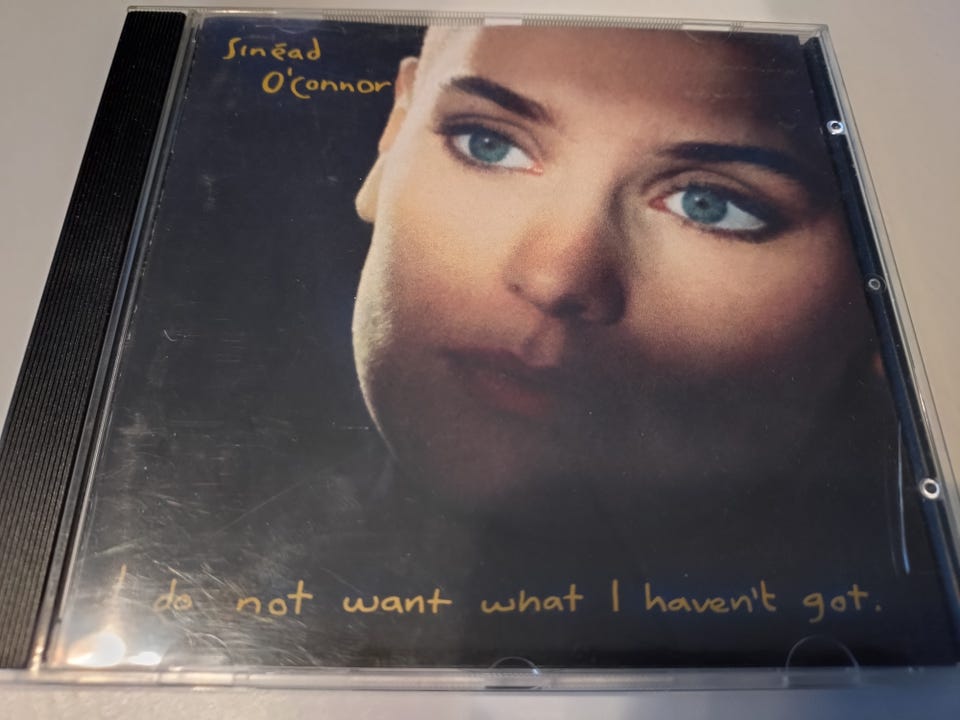 Sinéad
O'Connor
I do not want what I haven't got.